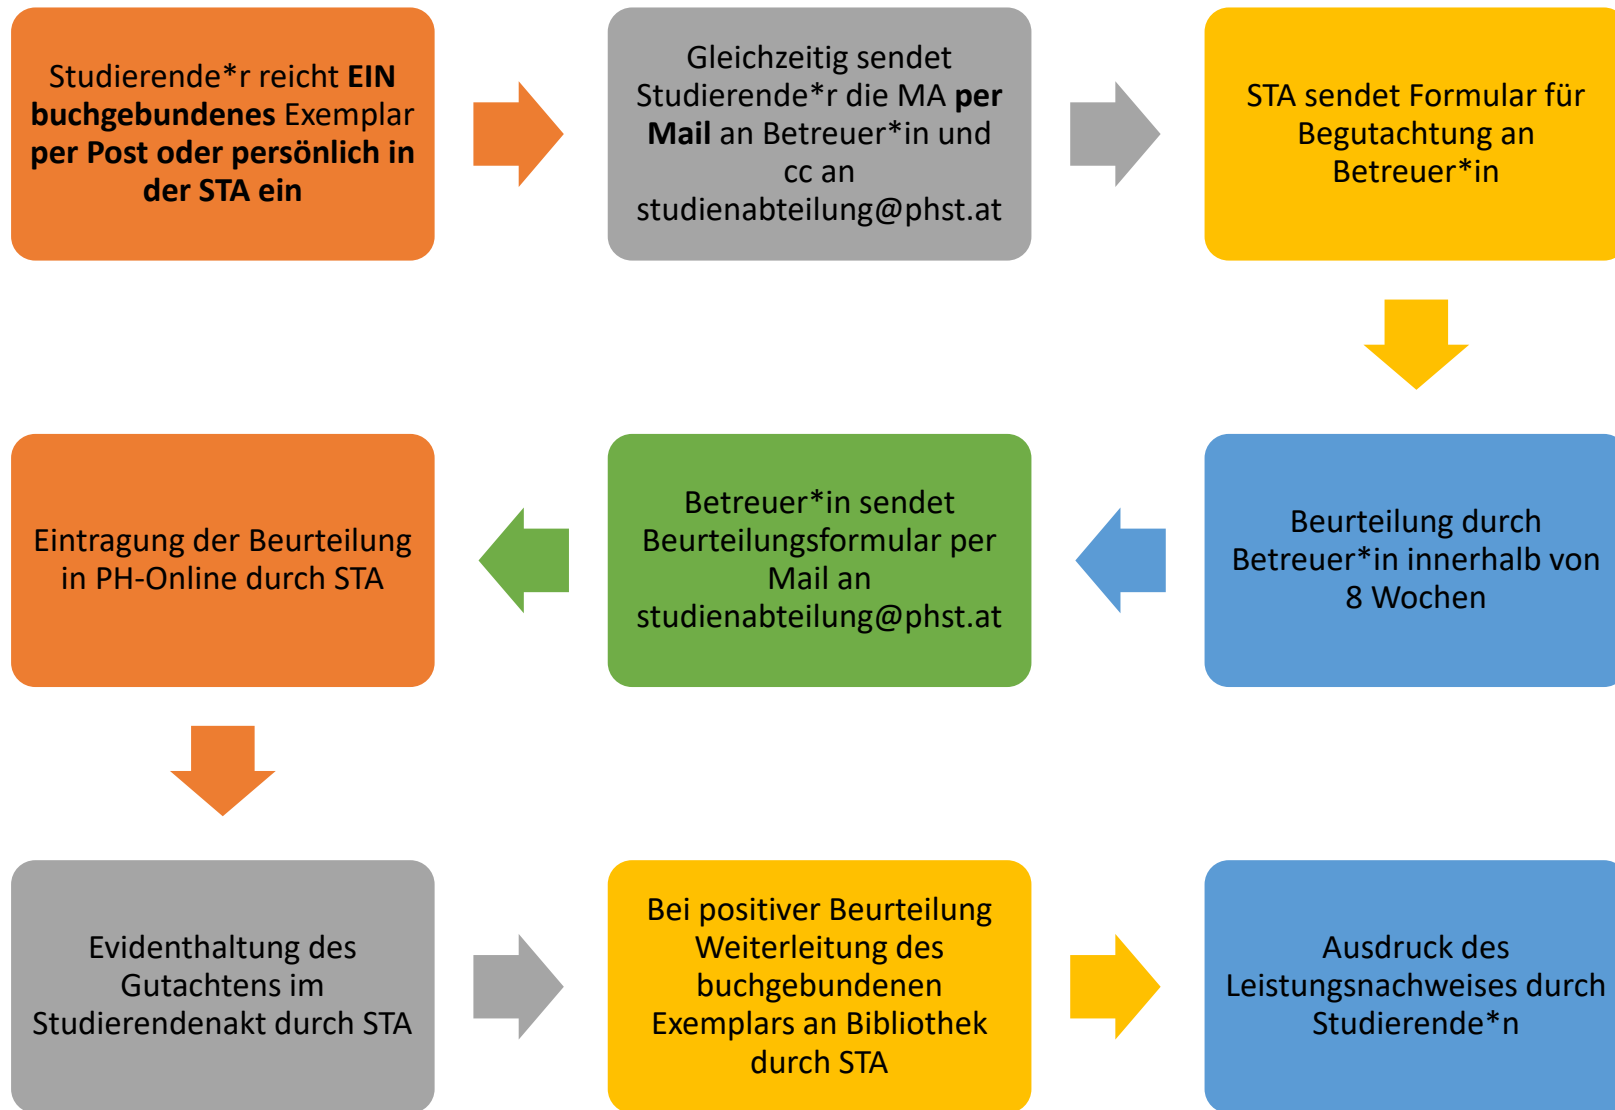 Studierende*r reicht EIN
buchgebundenes Exemplar
per Post oder persönlich in
der STA ein
Gleichzeitig sendet
Studierende*r die MA per
Mail an Betreuer*in und
cc an
studienabteilung@phst.at
STA sendet Formular für
Begutachtung an
Betreuer*in
Beurteilung durch
Betreuer*in innerhalb von
8 Wochen
Betreuer*in sendet
Beurteilungsformular per
Mail an
studienabteilung@phst.at
Eintragung der Beurteilung
in PH-Online durch STA
Evidenthaltung des
Gutachtens im
Studierendenakt durch STA
Bei positiver Beurteilung
Weiterleitung des
buchgebundenen
Exemplars an Bibliothek
durch STA
Ausdruck des
Leistungsnachweises durch
Studierende*n